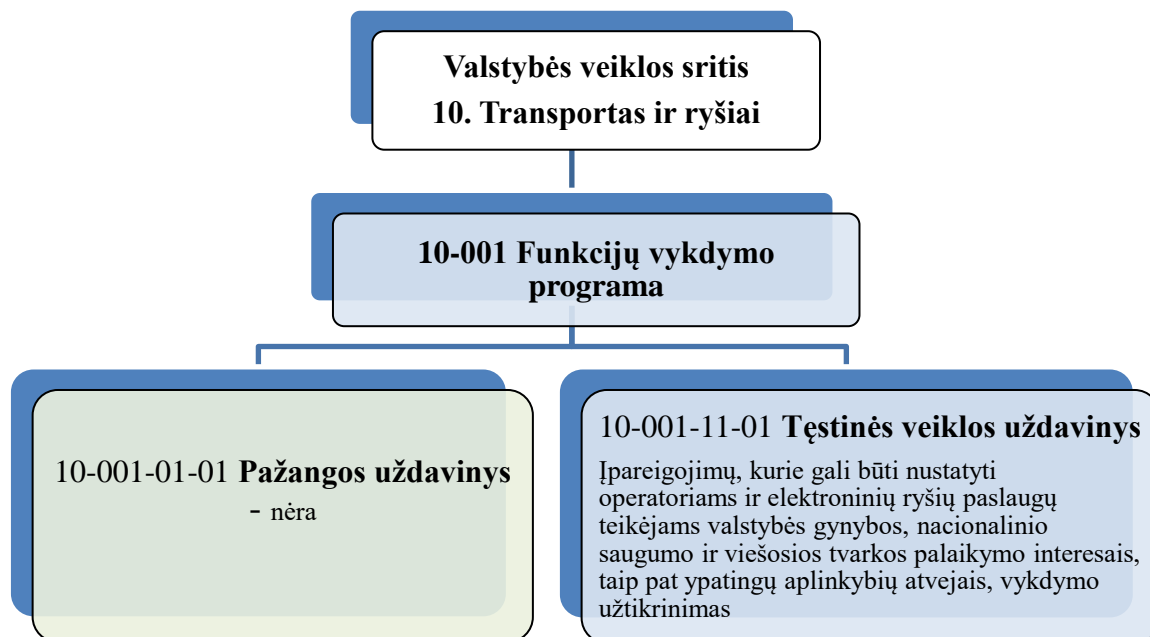 Valstybės veiklos sritis
10. Transportas ir ryšiai
10-001 Funkcijų vykdymo
programa
10-001-01-01 Pažangos uždavinys
- nėra
10-001-11-01 Tęstinės veiklos uždavinys
Įpareigojimų, kurie gali būti nustatyti
operatoriams ir elektroninių ryšių paslaugų
teikėjams valstybės gynybos, nacionalinio
saugumo ir viešosios tvarkos palaikymo interesais,
taip pat ypatingų aplinkybių atvejais, vykdymo
užtikrinimas